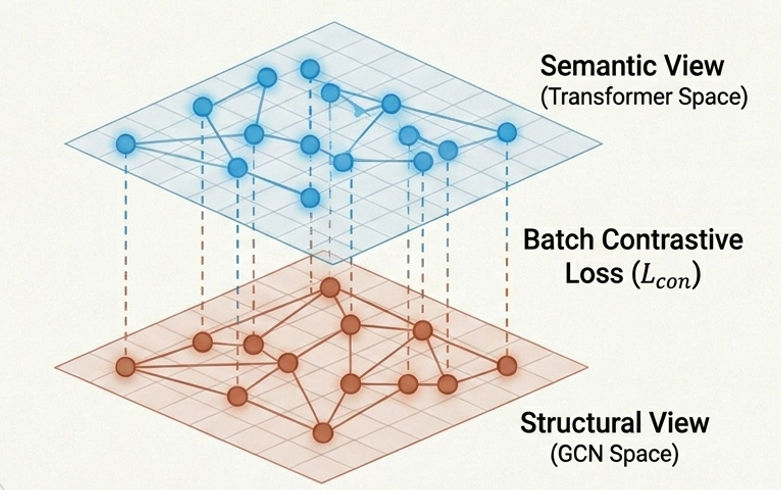 Semantic View
(Transformer Space)
Batch Contrastive
Loss (L_con)
Structural View
(GCN Space)